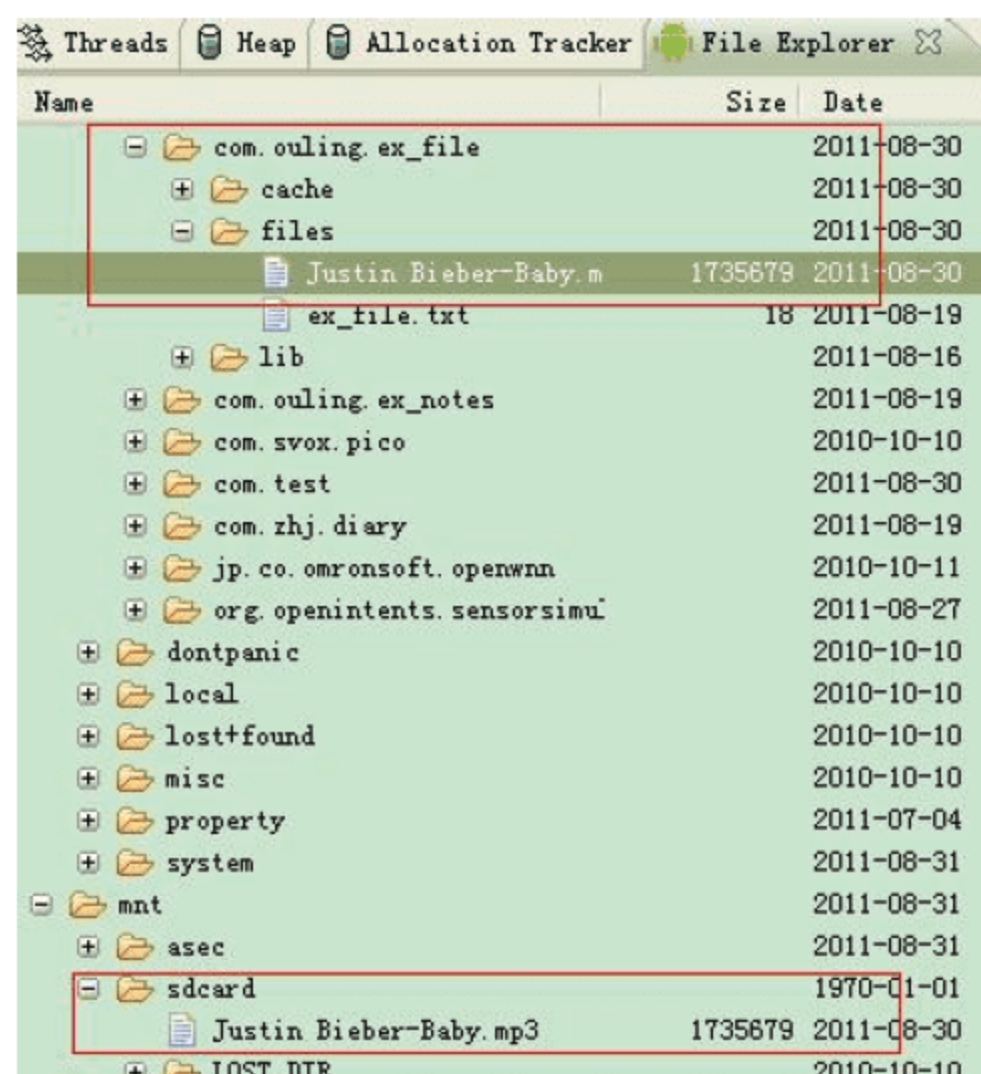 Threads Heap Allocation Tracker File Explorer
Name Size Date
com.ouling.ex_file 2011-08-30
cache 2011-08-30
files 2011-08-30
Justin Bieber-Baby.m 1735679 2011-08-30
ex_file.txt 18 2011-08-19
lib 2011-08-16
com.ouling.ex_notes 2011-08-19
com.svox.pico 2010-10-10
com.test 2011-08-30
com.zhj.diary 2011-08-19
jp.co.omronsoft.openwnn 2010-10-11
org.openintents.sensorsimul 2011-08-27
dontpanic 2010-10-10
local 2010-10-10
lost+found 2010-10-10
misc 2010-10-10
property 2011-07-04
system 2011-08-31
mnt 2011-08-31
asec 2011-08-31
sdcard 1970-01-01
Justin Bieber-Baby.mp3 1735679 2011-08-30
LOST.DIR 2010-10-10